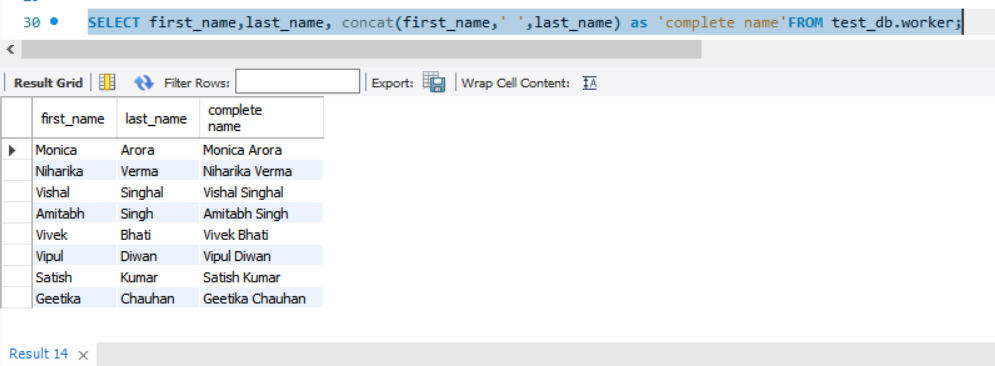 30 SELECT first_name,last_name, concat(first_name,' ',last_name) as 'complete name'FROM test_db.worker;
Result Grid Filter Rows: Export: Wrap Cell Content: IA
first_name last_name complete name
Monica Arora Monica Arora
Niharika Verma Niharika Verma
Vishal Singhal Vishal Singhal
Amitabh Singh Amitabh Singh
Vivek Bhati Vivek Bhati
Vipul Diwan Vipul Diwan
Satish Kumar Satish Kumar
Geetika Chauhan Geetika Chauhan
Result 14